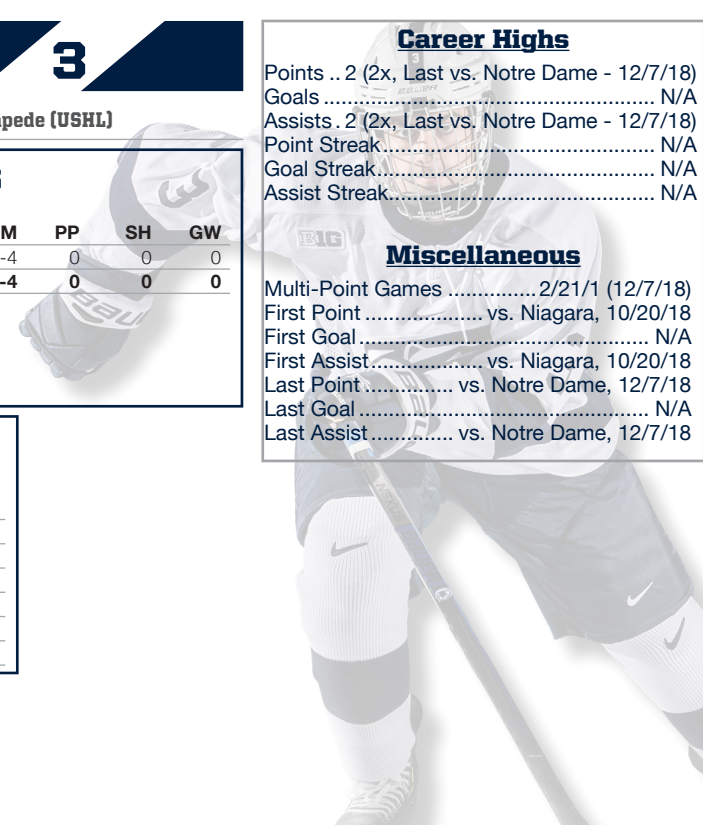 3
(USHL)
PP SH GW
-4 0 0 0
-4 0 0 0
Career Highs
Points .. 2 (2x, Last vs. Notre Dame - 12/7/18)
Goals ...................................................... N/A
Assists . 2 (2x, Last vs. Notre Dame - 12/7/18)
Point Streak............................................. N/A
Goal Streak.............................................. N/A
Assist Streak............................................ N/A
Miscellaneous
Multi-Point Games ...............2/21/1 (12/7/18)
First Point .................... vs. Niagara, 10/20/18
First Goal ................................................ N/A
First Assist................... vs. Niagara, 10/20/18
Last Point ............... vs. Notre Dame, 12/7/18
Last Goal ................................................ N/A
Last Assist .............. vs. Notre Dame, 12/7/18
3
B1G
BAUER
NEXUS